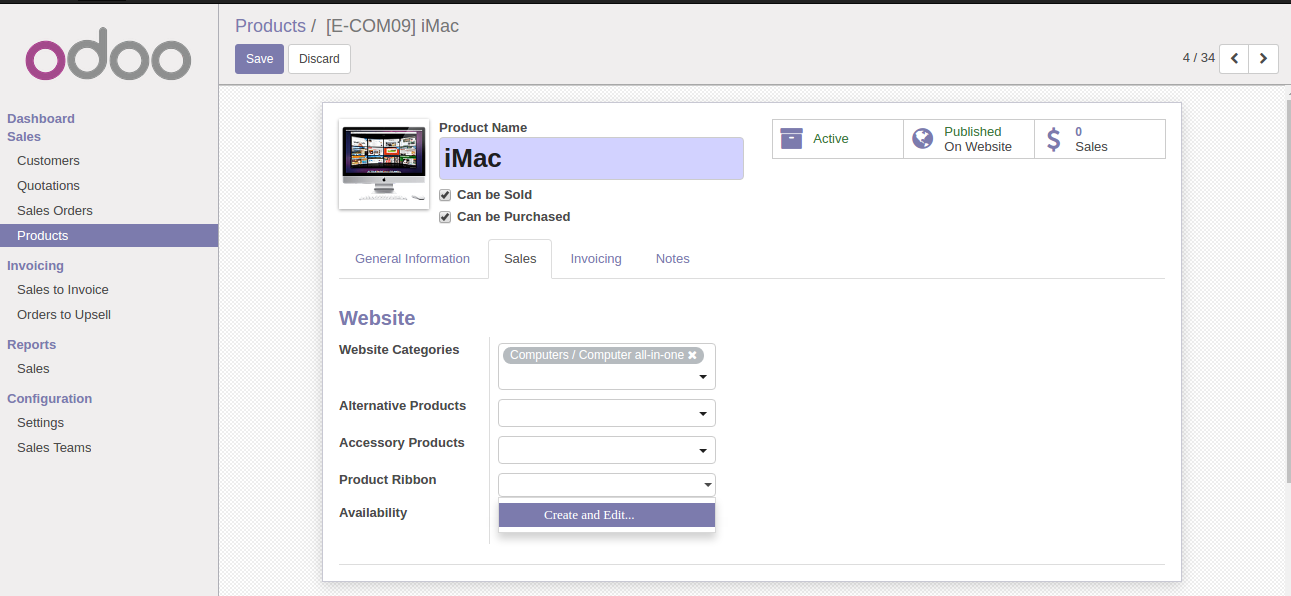 odoo
Dashboard
Sales
Customers
Quotations
Sales Orders
Products
Invoicing
Sales to Invoice
Orders to Upsell
Reports
Sales
Configuration
Settings
Sales Teams
Products / [E-COM09] iMac
Save Discard
4 / 34
Product Name
iMac
Can be Sold
Can be Purchased
Active
Published
On Website
0
Sales
General Information Sales Invoicing Notes
Website
Website Categories
Computers / Computer all-in-one ✖
Alternative Products
Accessory Products
Product Ribbon
Availability
Create and Edit...